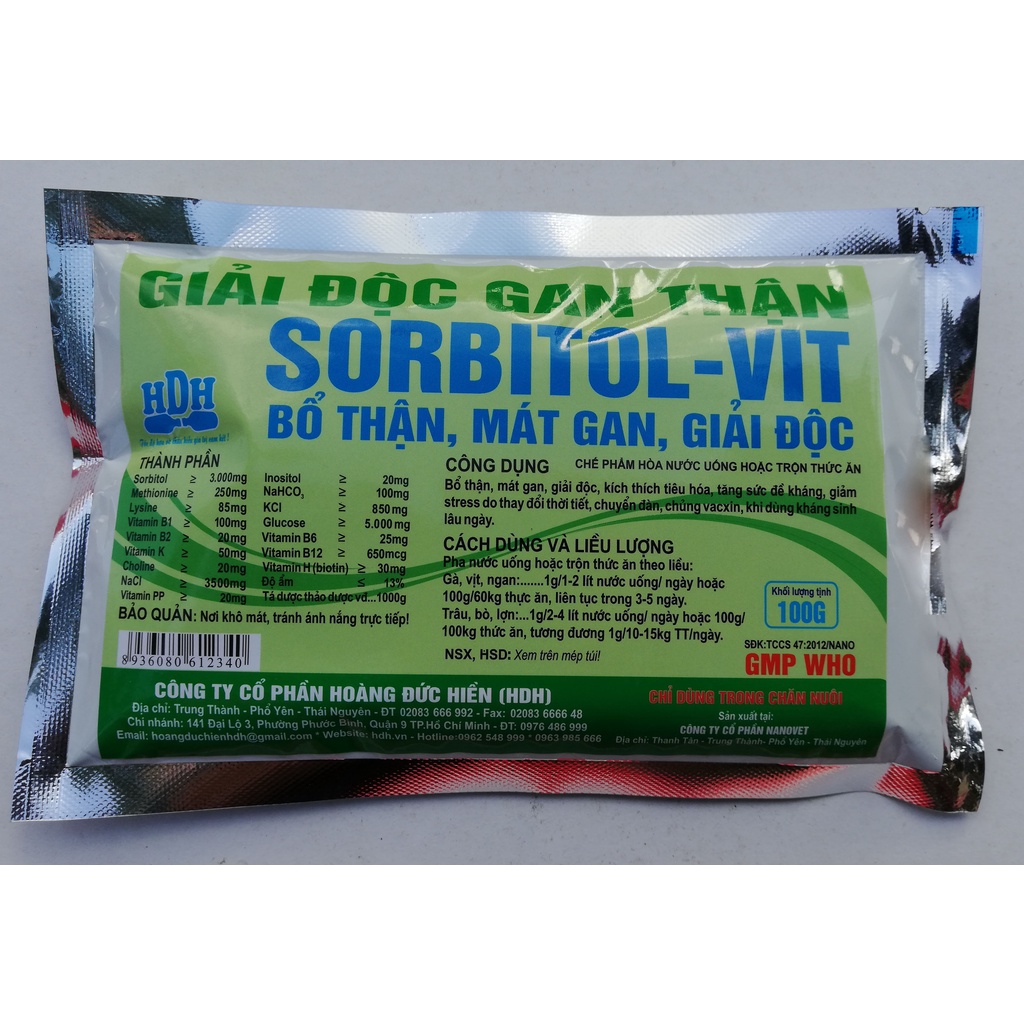 GIẢI ĐỘC GAN THẬN
SORBITOL-VIT
BỔ THẬN, MÁT GAN, GIẢI ĐỘC
HDH
THÀNH PHẦN
Sorbitol ≥ 3.000mg
Methionine ≥ 250mg
Lysine ≥ 85mg
Vitamin B1 ≥ 100mg
Vitamin B2 ≥ 20mg
Vitamin K ≥ 50mg
Choline ≥ 20mg
NaCl ≥ 3500mg
Vitamin PP ≥ 20mg
Inositol ≥ 20mg
NaHCO₃ ≥ 100mg
KCl ≥ 850mg
Glucose ≥ 5.000mg
Vitamin B6 ≥ 25mg
Vitamin B12 ≥ 650mcg
Vitamin H (biotin) ≥ 30mg
Độ ẩm ≤ 13%
Tá dược thảo dược vđ...1000g
BẢO QUẢN: Nơi khô mát, tránh ánh nắng trực tiếp!
8 936080 612340
CÔNG DỤNG CHẾ PHẨM HÒA NƯỚC UỐNG HOẶC TRỘN THỨC ĂN
Bổ thận, mát gan, giải độc, kích thích tiêu hóa, tăng sức đề kháng, giảm
stress do thay đổi thời tiết, chuyển đàn, chủng vacxin, khi dùng kháng sinh
lâu ngày.
CÁCH DÙNG VÀ LIỀU LƯỢNG
Pha nước uống hoặc trộn thức ăn theo liều:
Gà, vịt, ngan:.......1g/1-2 lít nước uống/ ngày hoặc
100g/60kg thực ăn, liên tục trong 3-5 ngày.
Trâu, bò, lợn:...1g/2-4 lít nước uống/ ngày hoặc 100g/
100kg thức ăn, tương đương 1g/10-15kg TT/ngày.
NSX, HSD: Xem trên mép túi!
Khối lượng tịnh
100G
SĐK:TCCS 47:2012/NANO
GMP WHO
CÔNG TY CỔ PHẦN HOÀNG ĐỨC HIỀN (HDH)
Địa chỉ: Trung Thành - Phổ Yên - Thái Nguyên - ĐT 02083 666 992 - Fax: 02083 6666 48
Chi nhánh: 141 Đại Lộ 3, Phường Phước Bình, Quận 9 TP.Hồ Chí Minh - ĐT: 0976 486 999
Email: hoangduchienhdh@gmail.com * Website: hdh.vn - Hotline:0962 548 999 * 0963 985 666
CHỈ DÙNG TRONG CHĂN NUÔI
Sản xuất tại:
CÔNG TY CỔ PHẦN NANOVET
Địa chỉ: Thanh Tân - Trung Thành- Phổ Yên - Thái Nguyên